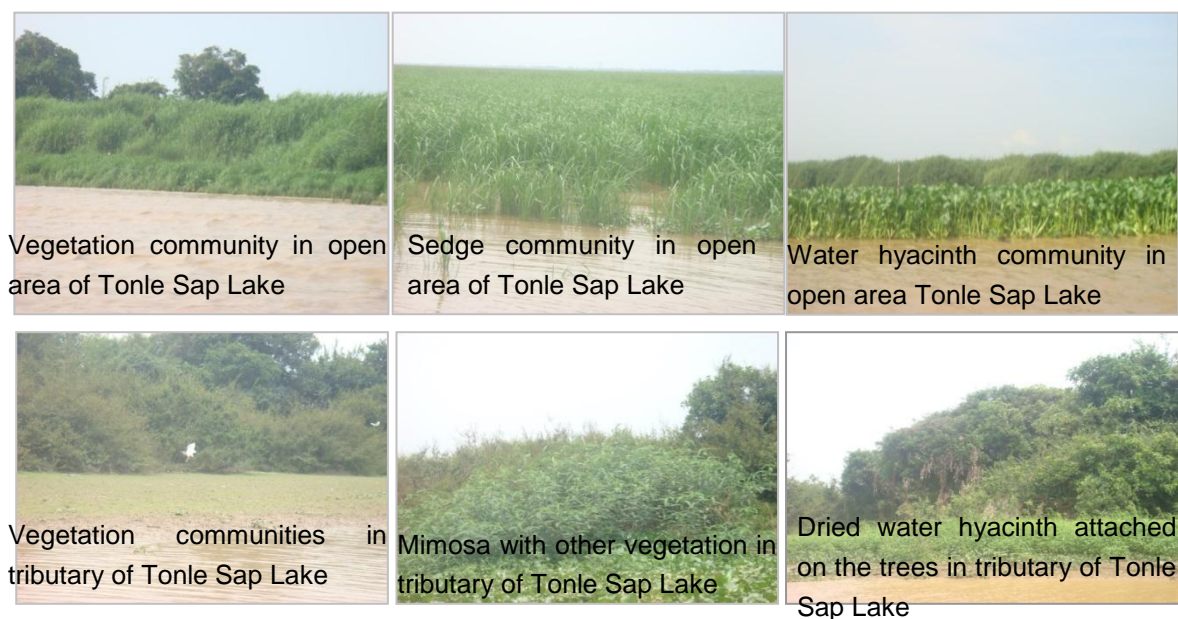 Vegetation community in open
area of Tonle Sap Lake
Sedge community in open
area of Tonle Sap Lake
Water hyacinth community in
open area Tonle Sap Lake
Vegetation communities in
tributary of Tonle Sap Lake
Mimosa with other vegetation in
tributary of Tonle Sap Lake
Dried water hyacinth attached
on the trees in tributary of Tonle
Sap Lake